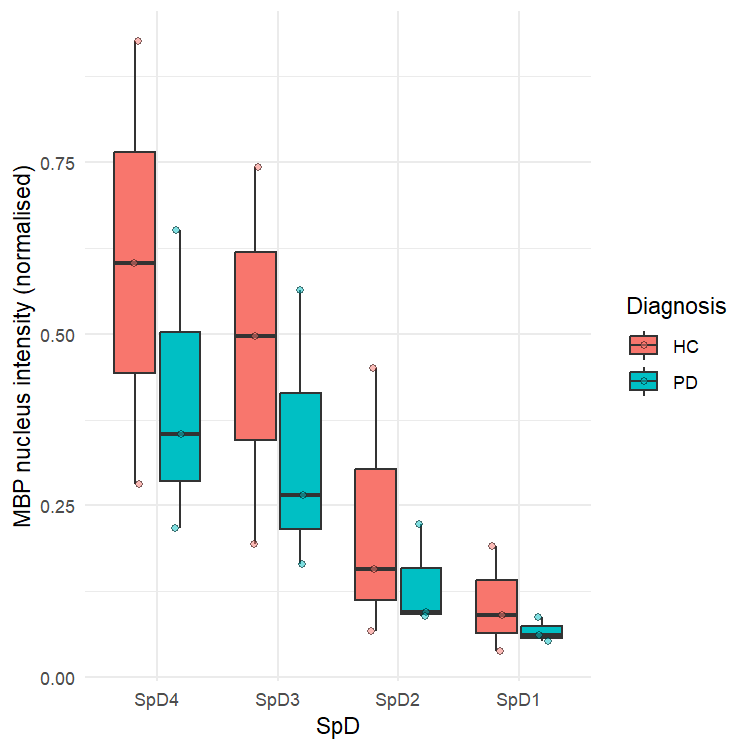 MBP nucleus intensity (normalised)
0.75
0.50
0.25
0.00
SpD4 SpD3 SpD2 SpD1
SpD
Diagnosis
HC
PD